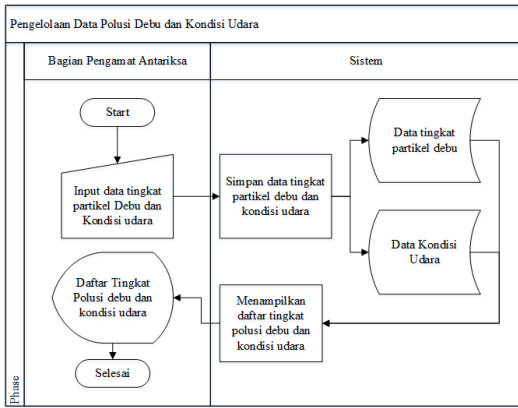 Pengelolaan Data Polusi Debu dan Kondisi Udara
Bagian Pengamat Antariksa
Sistem
Start
Input data tingkat
partikel Debu dan
Kondisi udara
Simpan data tingkat
partikel debu dan
kondisi udara
Data tingkat
partikel debu
Data Kondisi
Udara
Menampilkan
daftar tingkat
polusi debu dan
kondisi udara
Daftar Tingkat
Polusi debu dan
kondisi udara
Selesai
Phase